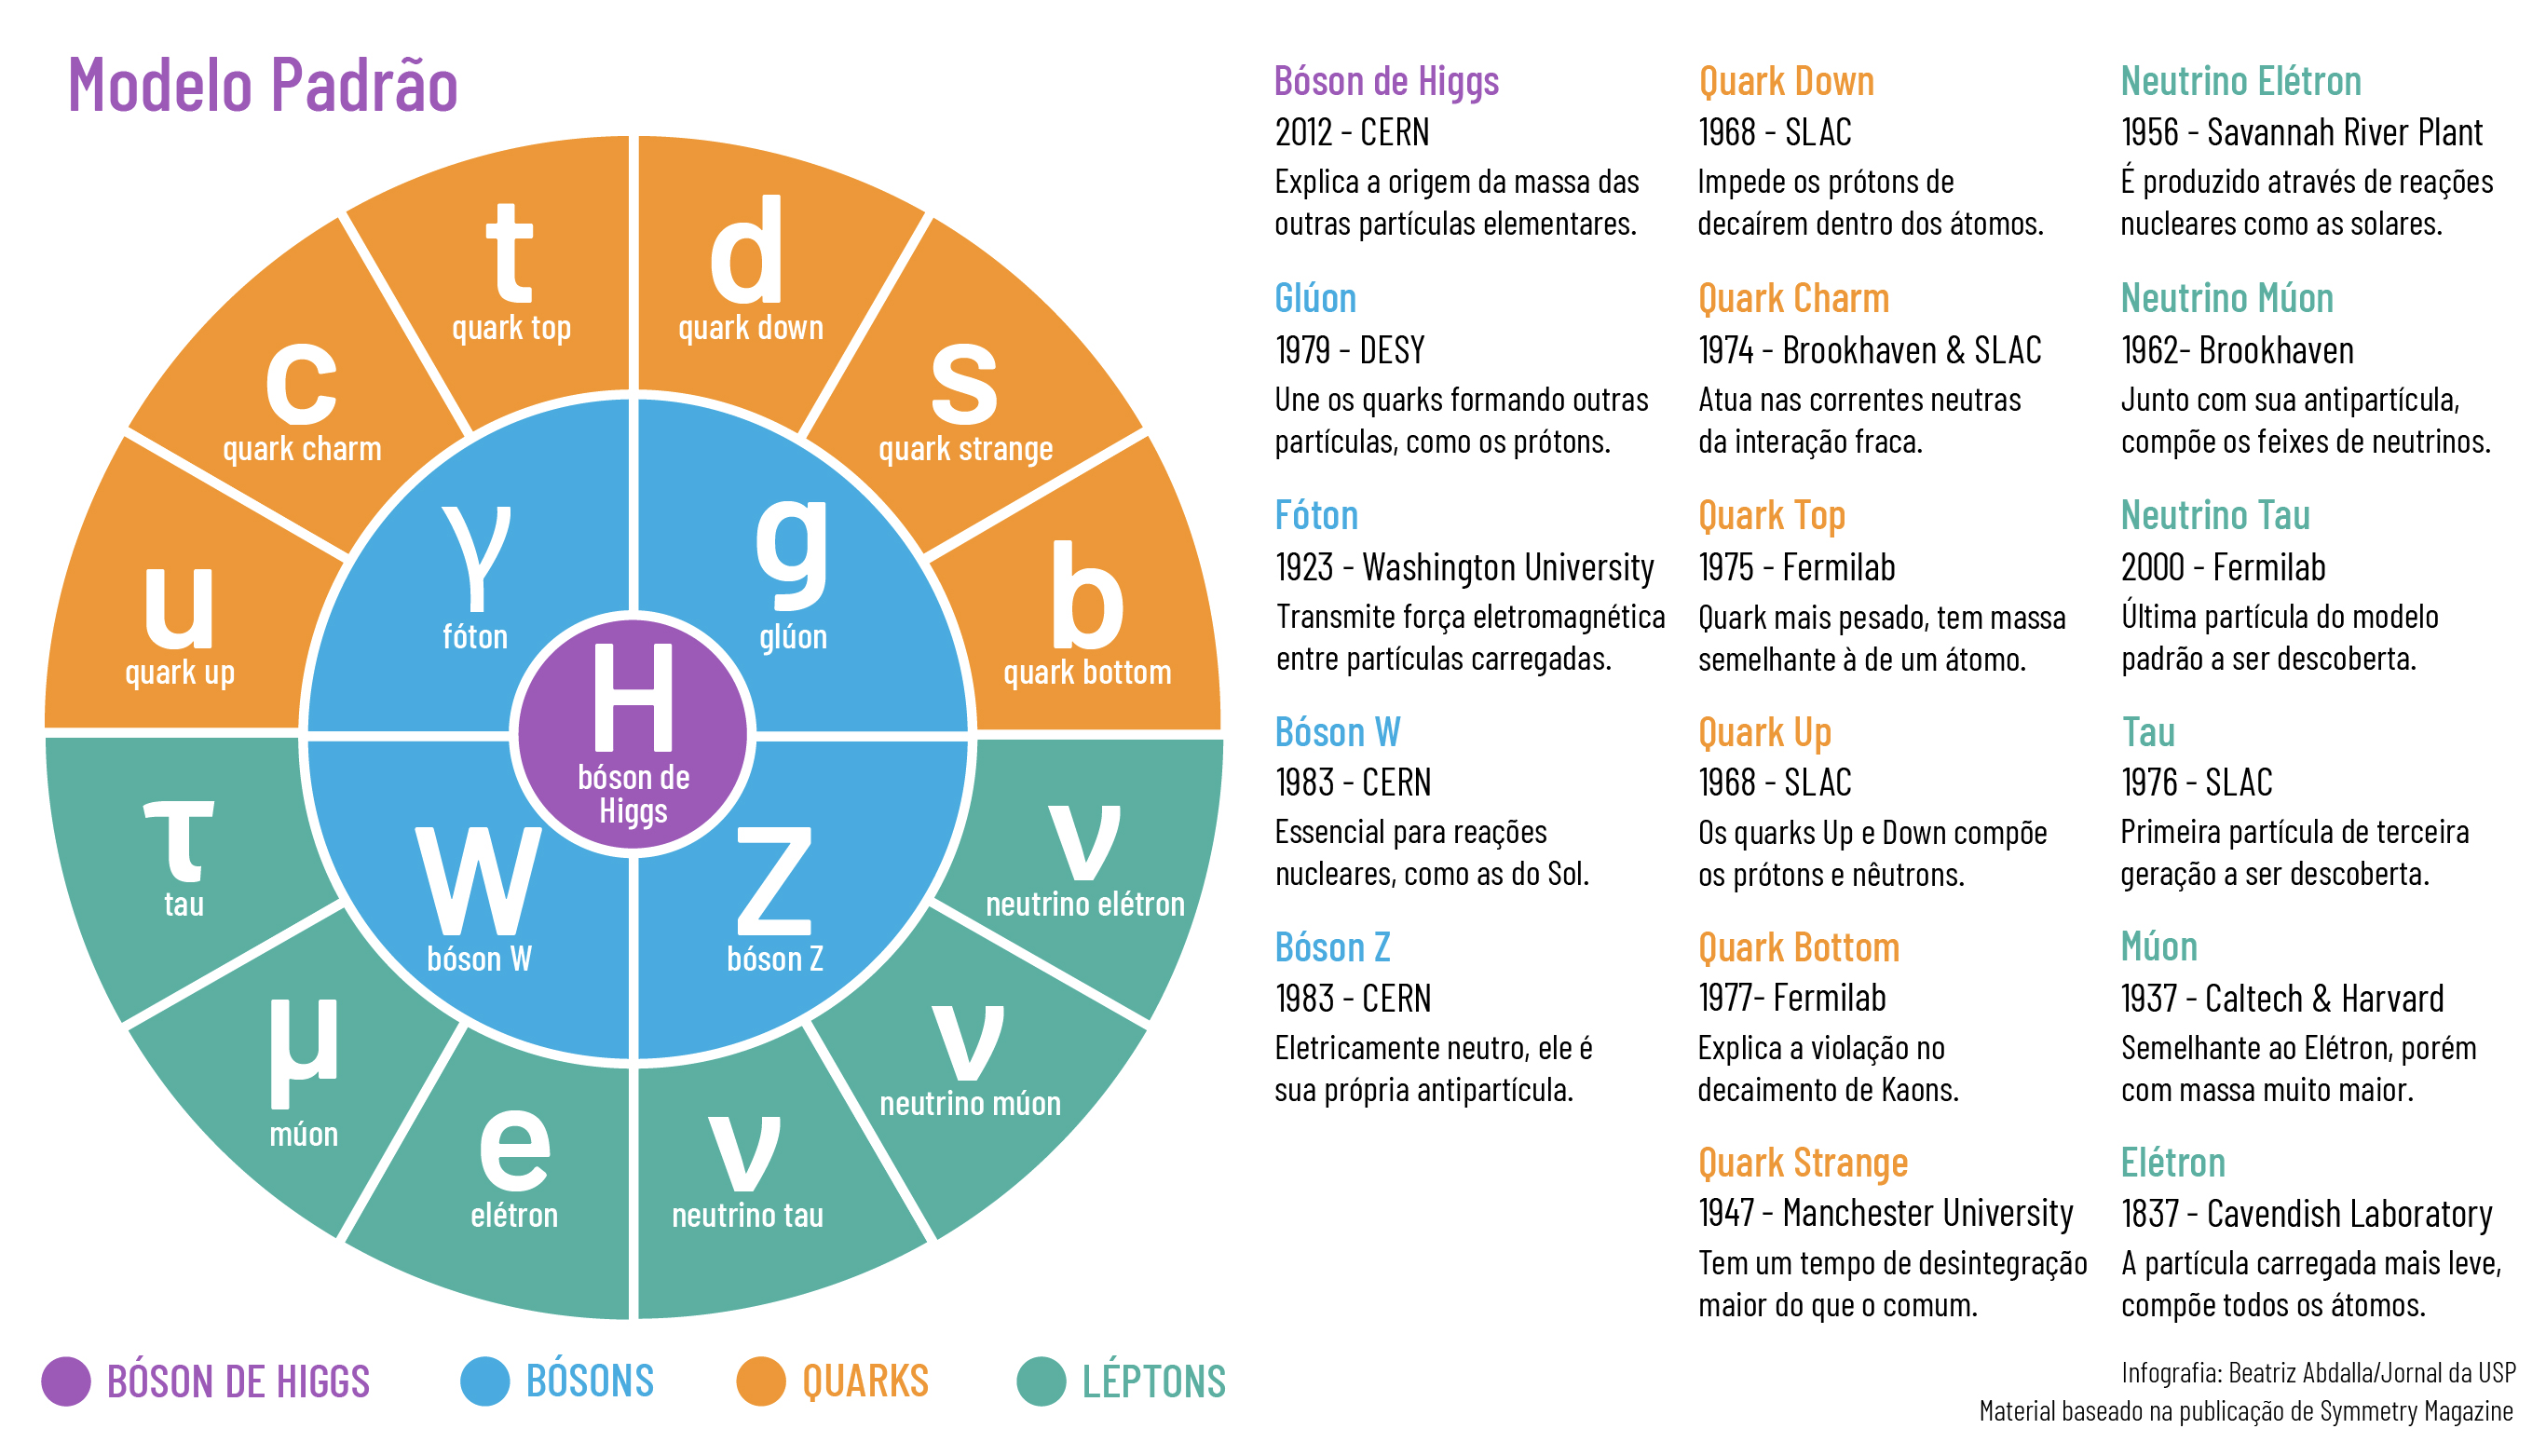 Modelo Padrão
t
quark top
d
quark down
c
quark charm
s
quark strange
u
quark up
b
quark bottom
γ
fóton
g
glúon
H
bóson de
Higgs
W
bóson W
Z
bóson Z
τ
tau
ν
neutrino elétron
μ
múon
ν
neutrino múon
e
elétron
ν
neutrino tau
BÓSON DE HIGGS
BÓSONS
QUARKS
LÉPTONS
Bóson de Higgs
2012 - CERN
Explica a origem da massa das
outras partículas elementares.
Glúon
1979 - DESY
Une os quarks formando outras
partículas, como os prótons.
Fóton
1923 - Washington University
Transmite força eletromagnética
entre partículas carregadas.
Bóson W
1983 - CERN
Essencial para reações
nucleares, como as do Sol.
Bóson Z
1983 - CERN
Eletricamente neutro, ele é
sua própria antipartícula.
Quark Down
1968 - SLAC
Impede os prótons de
decaírem dentro dos átomos.
Quark Charm
1974 - Brookhaven & SLAC
Atua nas correntes neutras
da interação fraca.
Quark Top
1975 - Fermilab
Quark mais pesado, tem massa
semelhante à de um átomo.
Quark Up
1968 - SLAC
Os quarks Up e Down compõe
os prótons e nêutrons.
Quark Bottom
1977- Fermilab
Explica a violação no
decaimento de Kaons.
Quark Strange
1947 - Manchester University
Tem um tempo de desintegração
maior do que o comum.
Neutrino Elétron
1956 - Savannah River Plant
É produzido através de reações
nucleares como as solares.
Neutrino Múon
1962- Brookhaven
Junto com sua antipartícula,
compõe os feixes de neutrinos.
Neutrino Tau
2000 - Fermilab
Última partícula do modelo
padrão a ser descoberta.
Tau
1976 - SLAC
Primeira partícula de terceira
geração a ser descoberta.
Múon
1937 - Caltech & Harvard
Semelhante ao Elétron, porém
com massa muito maior.
Elétron
1837 - Cavendish Laboratory
A partícula carregada mais leve,
compõe todos os átomos.
Infografia: Beatriz Abdalla/Jornal da USP
Material baseado na publicação de Symmetry Magazine